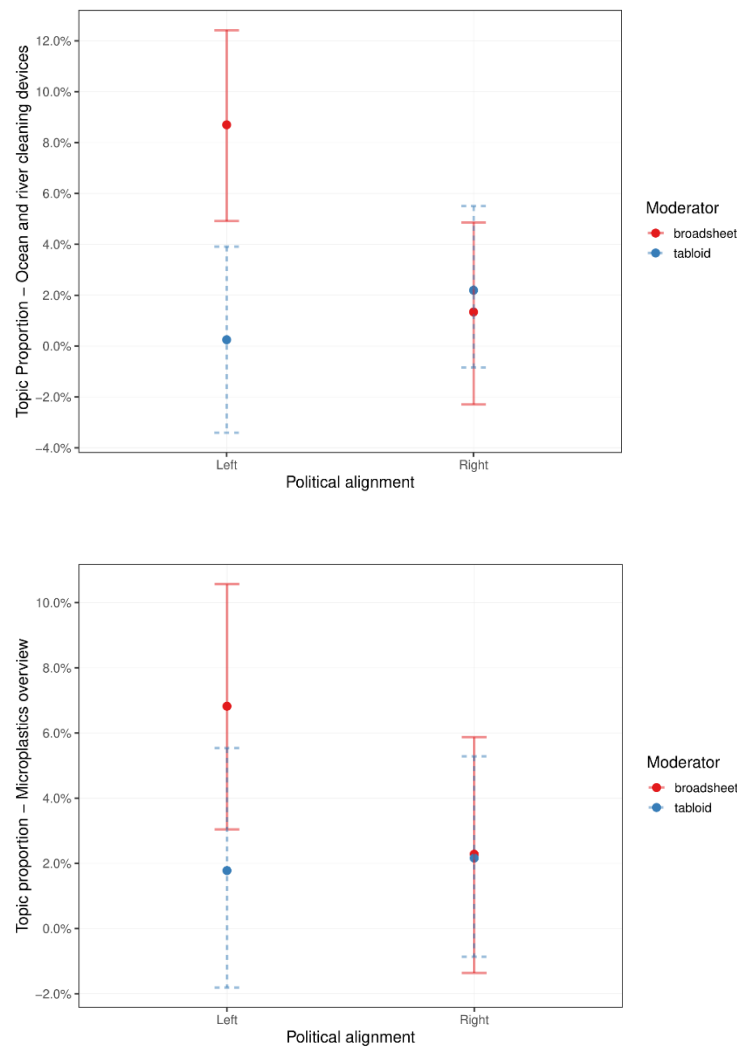 Topic Proportion – Ocean and river cleaning devices
12.0%
10.0%
8.0%
6.0%
4.0%
2.0%
0.0%
−2.0%
−4.0%
Left
Right
Political alignment
Moderator
broadsheet
tabloid
Topic proportion – Microplastics overview
10.0%
8.0%
6.0%
4.0%
2.0%
0.0%
−2.0%
Left
Right
Political alignment
Moderator
broadsheet
tabloid